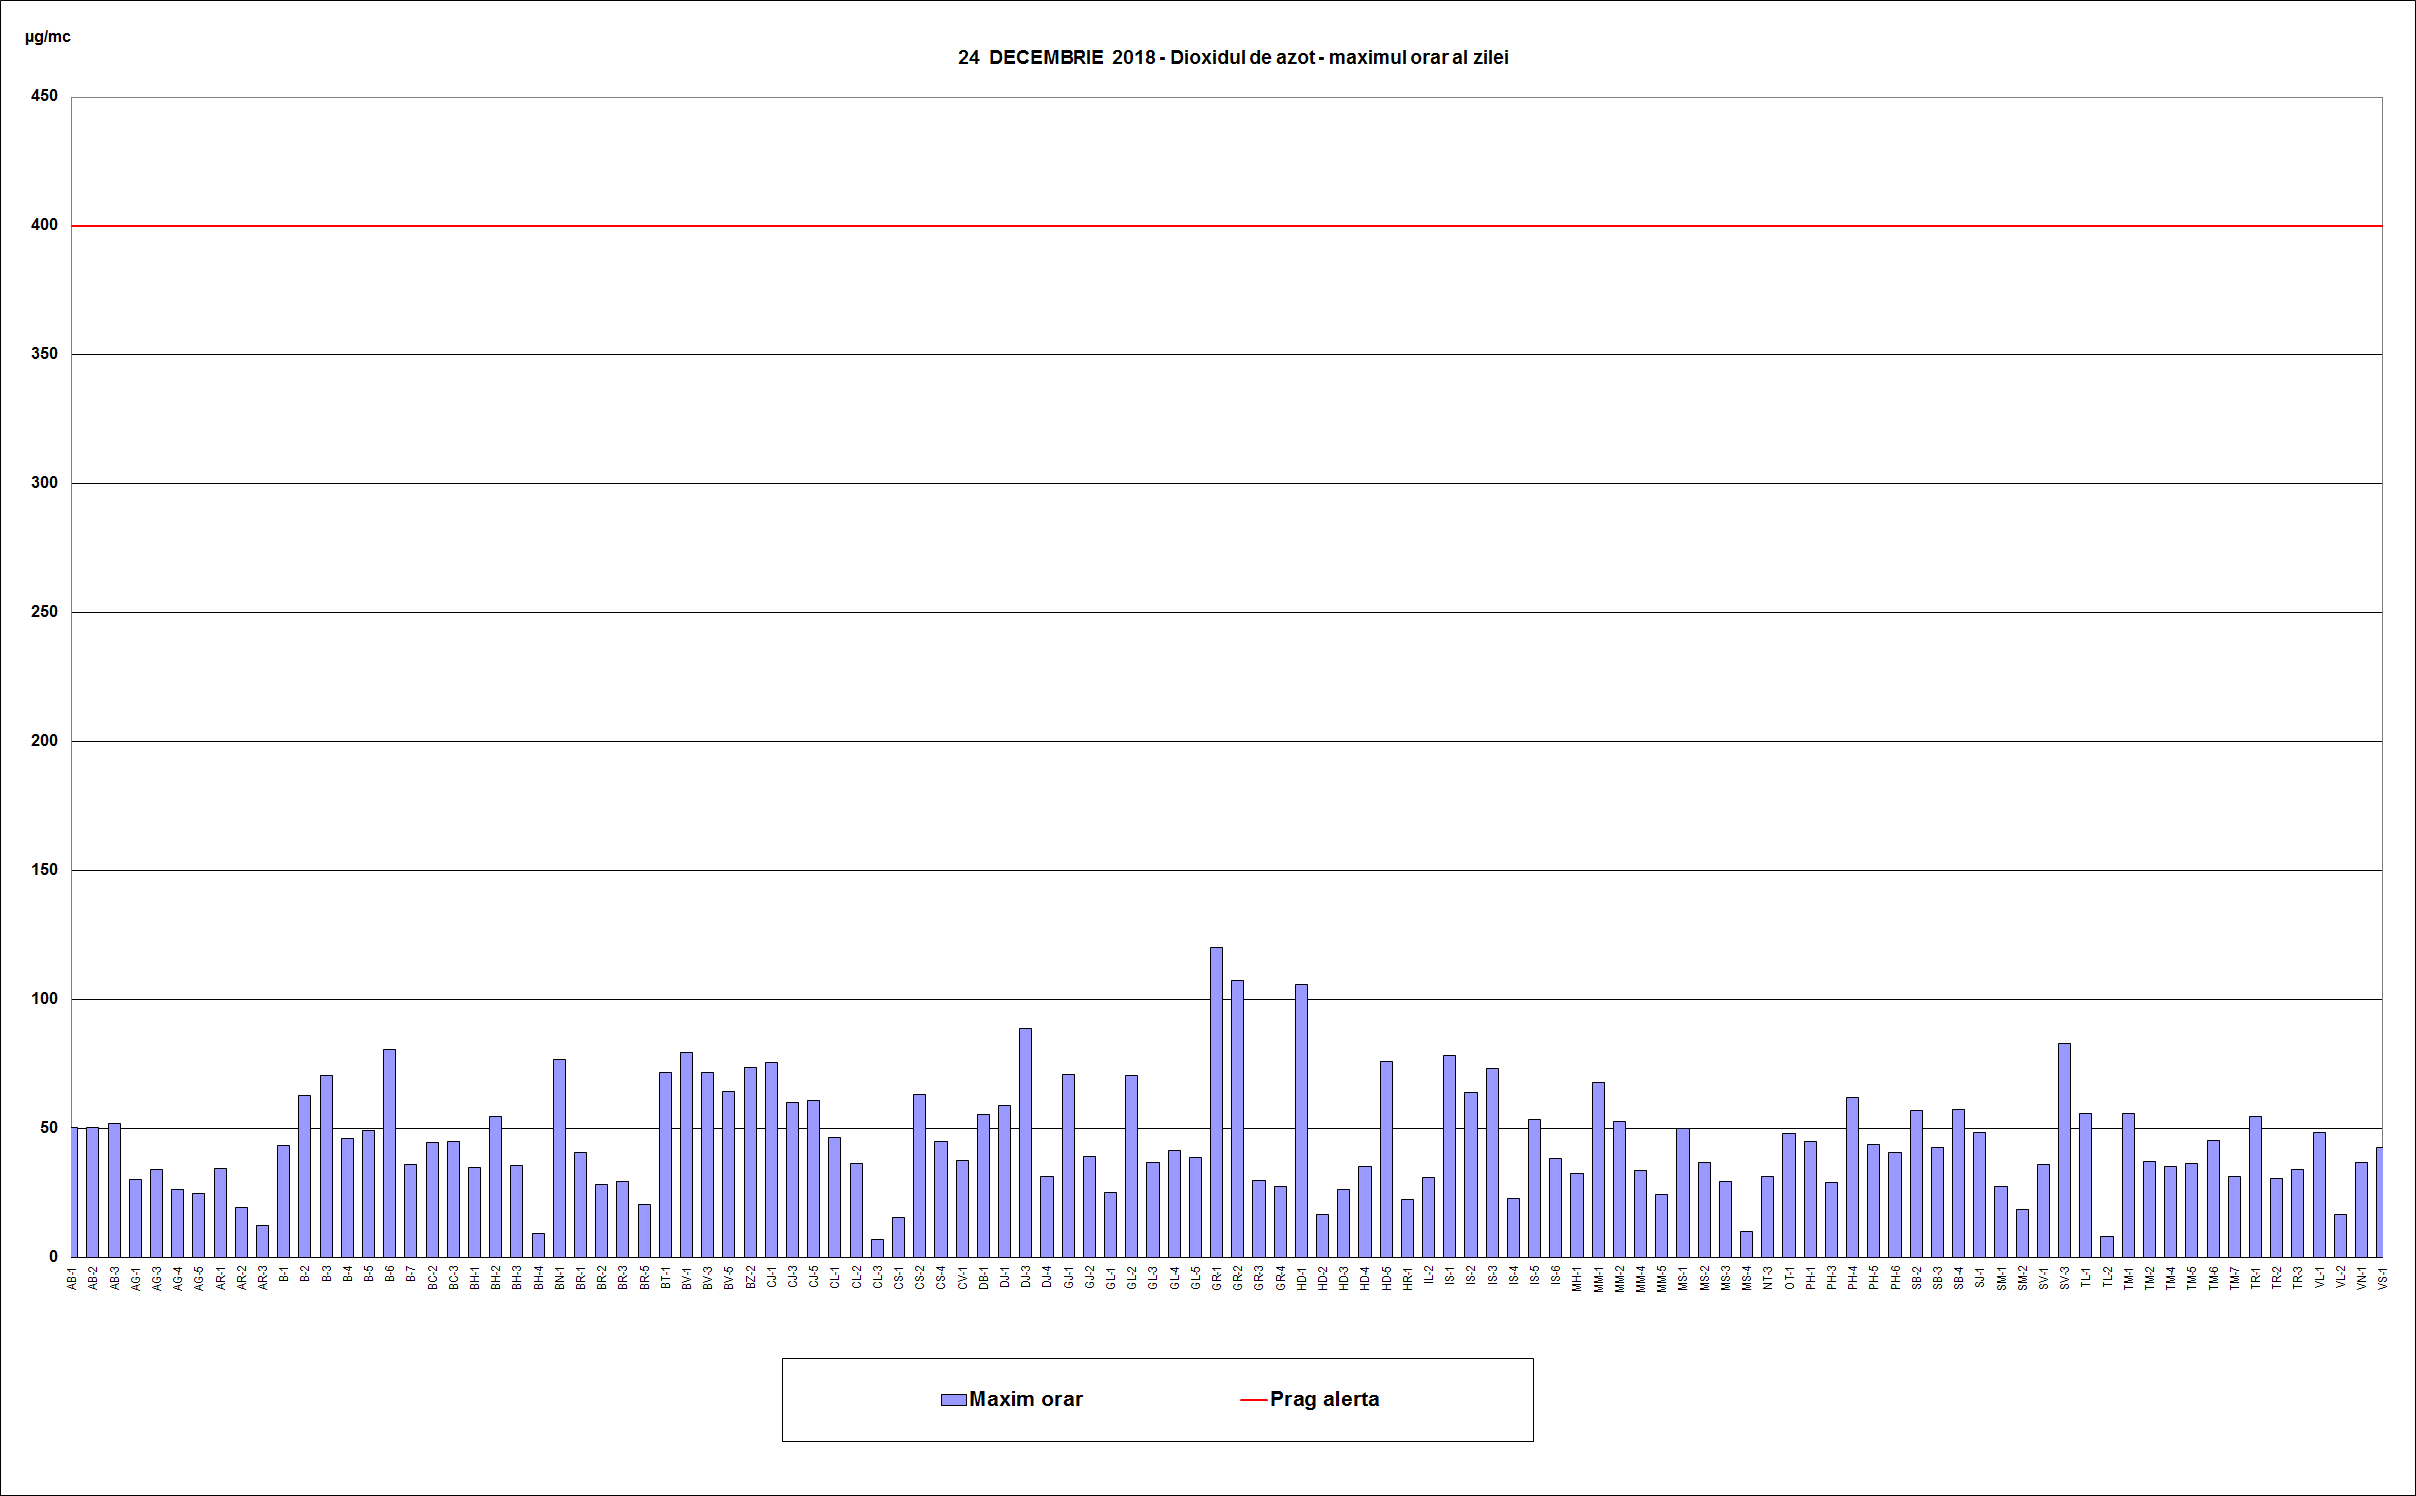 µg/mc
24 DECEMBRIE 2018 - Dioxidul de azot - maximul orar al zilei
450
400
350
300
250
200
150
100
50
0
AB-1
AB-2
AB-3
AG-1
AG-3
AG-4
AG-5
AR-1
AR-2
AR-3
B-1
B-2
B-3
B-4
B-5
B-6
B-7
BC-2
BC-3
BH-1
BH-2
BH-3
BH-4
BN-1
BR-1
BR-2
BR-3
BR-5
BT-1
BV-1
BV-3
BV-5
BZ-2
CJ-1
CJ-3
CJ-5
CL-1
CL-2
CL-3
CS-1
CS-2
CS-4
CV-1
DB-1
DJ-1
DJ-3
DJ-4
GJ-1
GJ-2
GL-1
GL-2
GL-3
GL-4
GL-5
GR-1
GR-2
GR-3
GR-4
HD-1
HD-2
HD-3
HD-4
HD-5
HR-1
IL-2
IS-1
IS-2
IS-3
IS-4
IS-5
IS-6
MH-1
MM-1
MM-2
MM-4
MM-5
MS-1
MS-2
MS-3
MS-4
NT-3
OT-1
PH-1
PH-3
PH-4
PH-5
PH-6
SB-2
SB-3
SB-4
SJ-1
SM-1
SM-2
SV-1
SV-3
TL-1
TL-2
TM-1
TM-2
TM-4
TM-5
TM-6
TM-7
TR-1
TR-2
TR-3
VL-1
VL-2
VN-1
VS-1
Maxim orar
Prag alerta